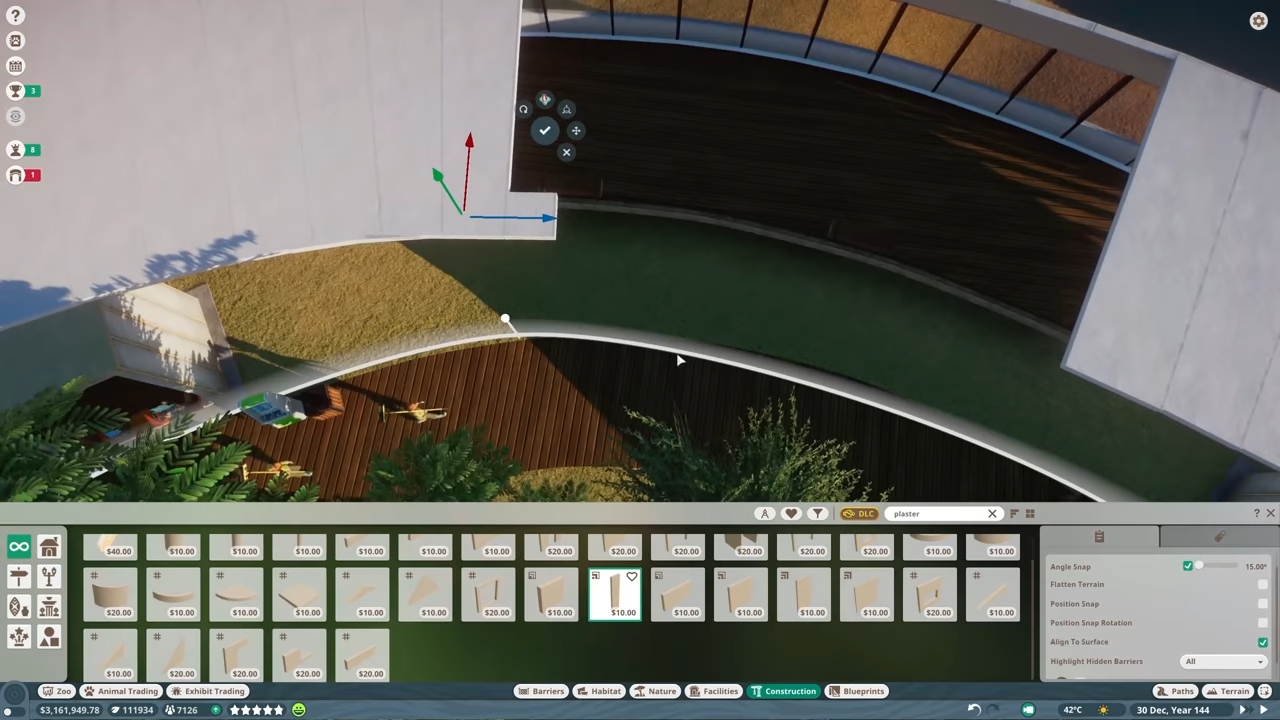 ?
3
8
1
DLC
plaster
?
$40.00 $10.00 $10.00 $10.00 $10.00 $10.00 $10.00 $20.00 $20.00 $20.00 $20.00 $20.00 $20.00 $10.00 $10.00
$20.00 $10.00 $10.00 $10.00 $10.00 $10.00 $20.00 $20.00 $10.00 $10.00 $10.00 $10.00 $10.00 $20.00 $10.00
$10.00 $20.00 $20.00 $20.00 $20.00
Angle Snap 15.00°
Flatten Terrain
Position Snap
Position Snap Rotation
Align To Surface
Highlight Hidden Barriers All
Zoo Animal Trading Exhibit Trading Barriers Habitat Nature Facilities Construction Blueprints Paths Terrain
$3,161,949.78 111934 7126 42°C 30 Dec, Year 144